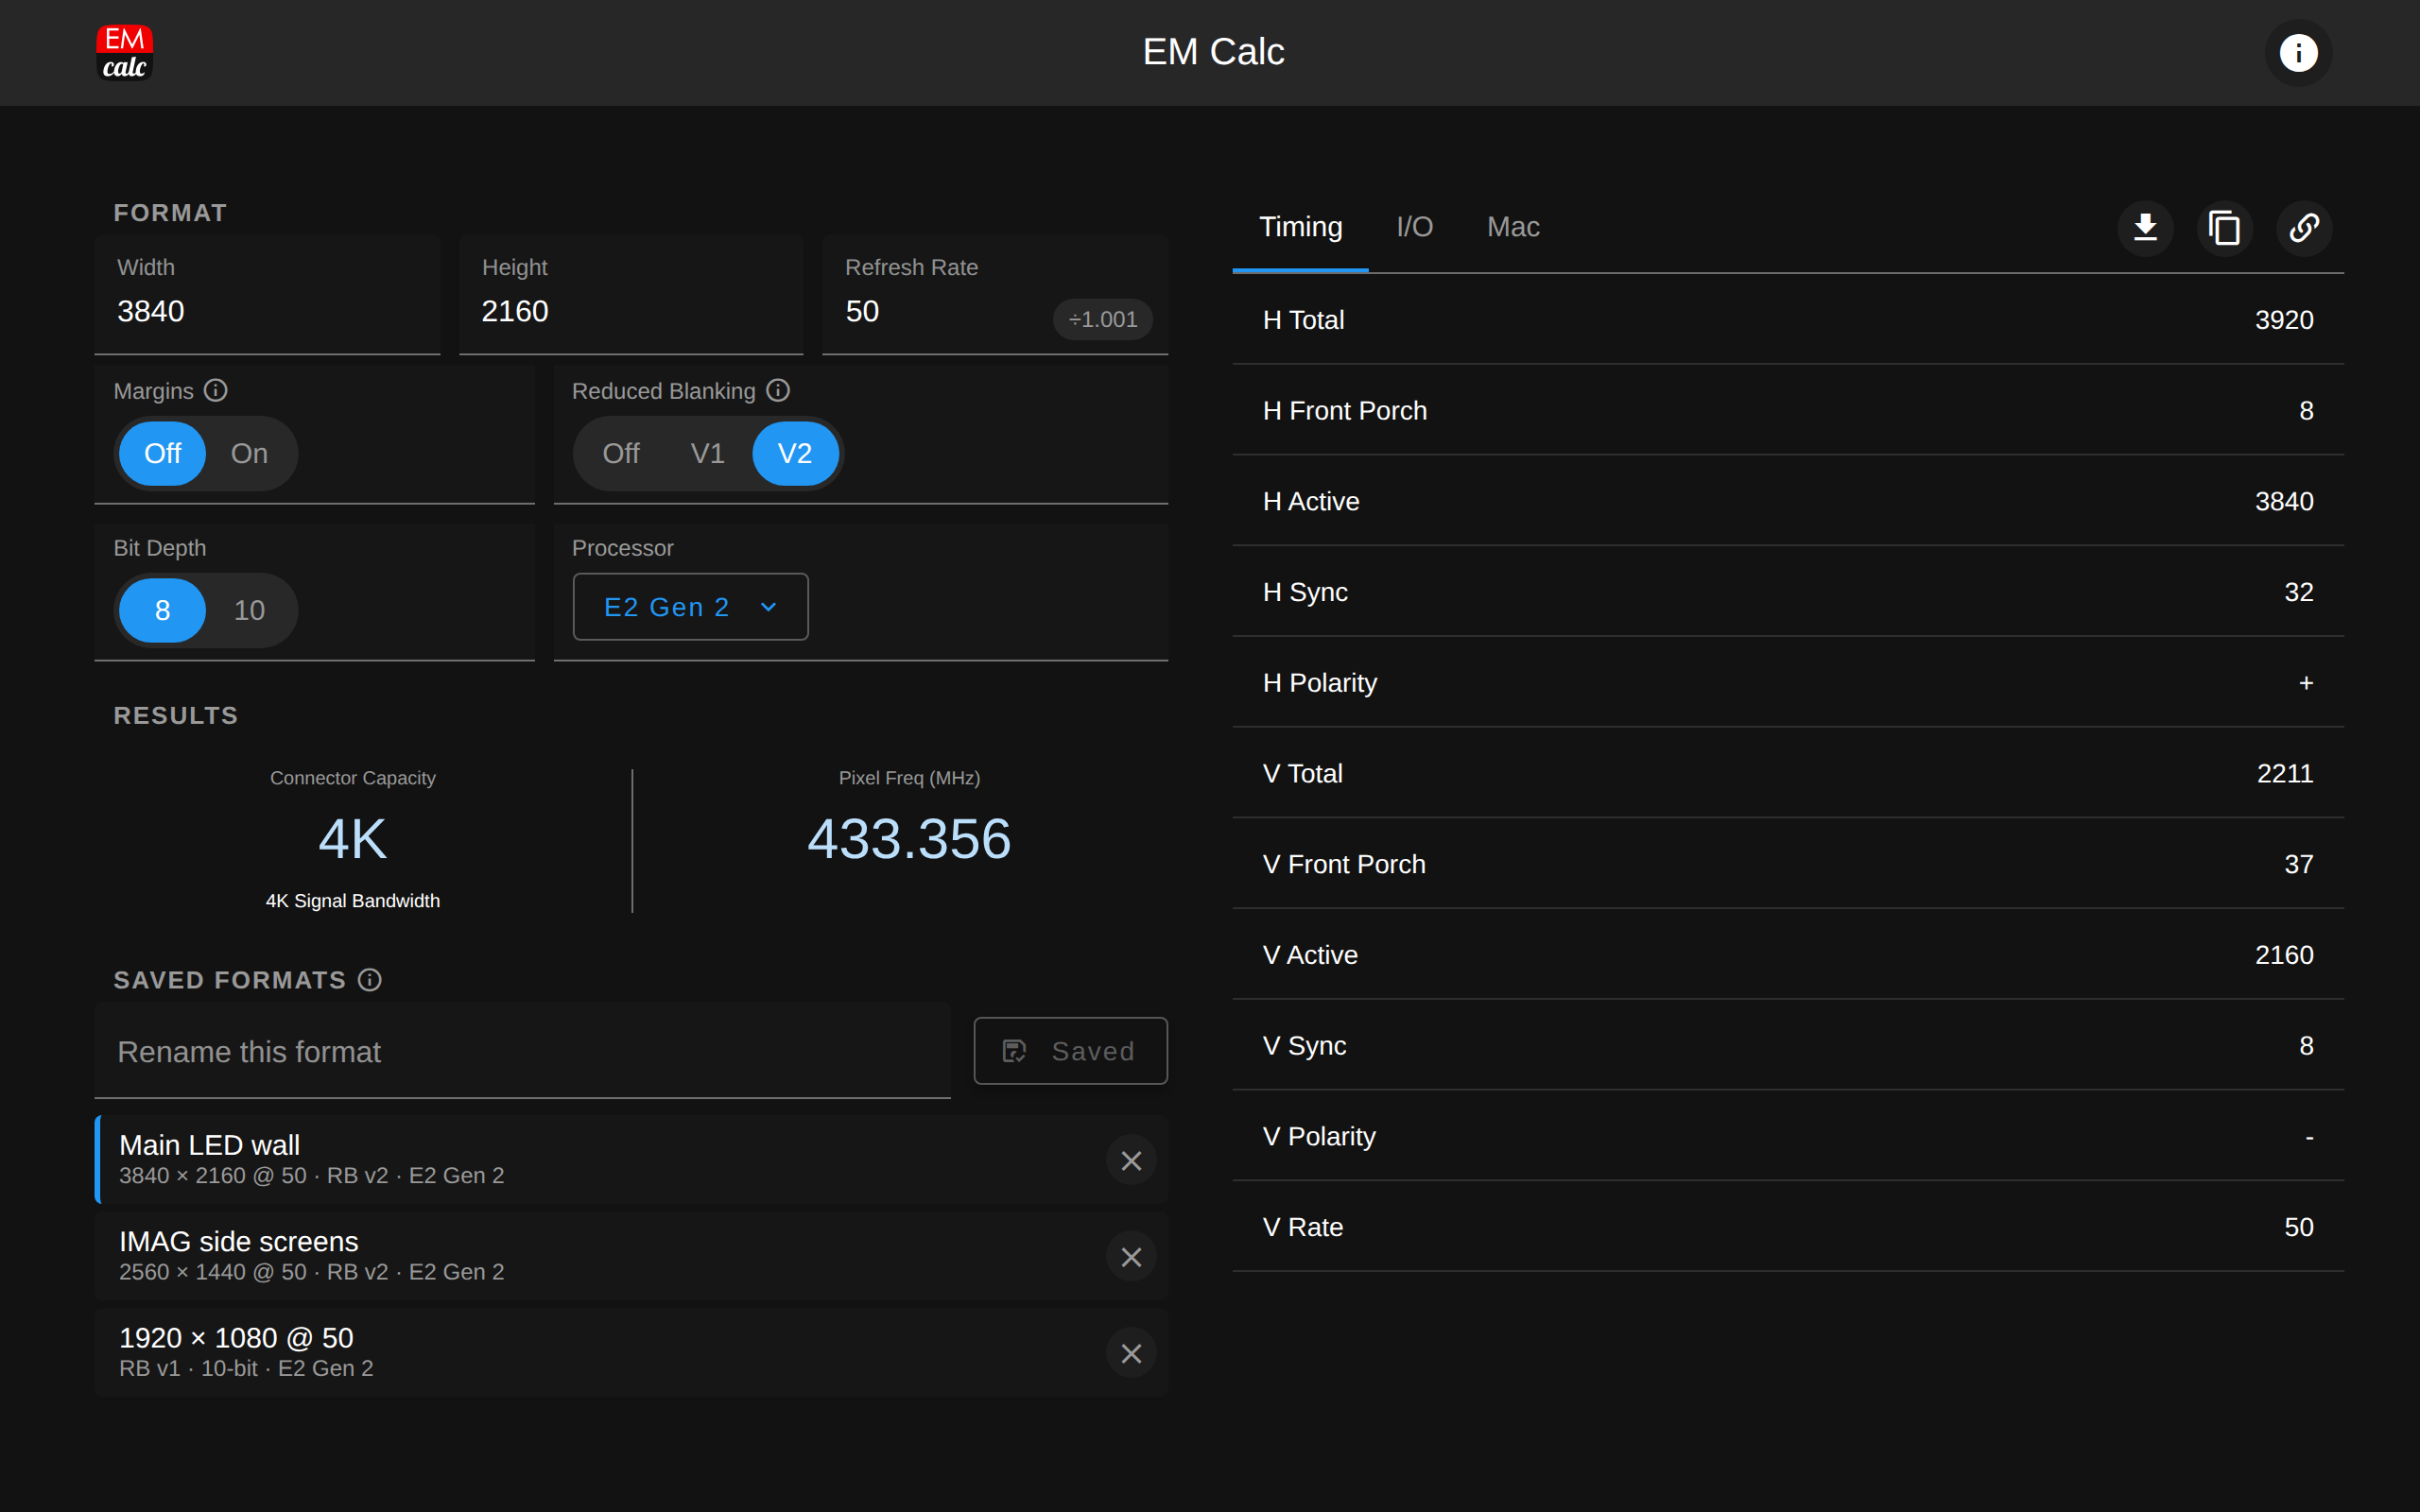 EM
calc
EM Calc
FORMAT
Width
3840
Height
2160
Refresh Rate
50
÷1.001
Margins
Off On
Reduced Blanking
Off V1 V2
Bit Depth
8 10
Processor
E2 Gen 2
RESULTS
Connector Capacity
4K
4K Signal Bandwidth
Pixel Freq (MHz)
433.356
SAVED FORMATS
Rename this format
Saved
Main LED wall
3840 × 2160 @ 50 · RB v2 · E2 Gen 2
IMAG side screens
2560 × 1440 @ 50 · RB v2 · E2 Gen 2
1920 × 1080 @ 50
RB v1 · 10-bit · E2 Gen 2
Timing I/O Mac
H Total 3920
H Front Porch 8
H Active 3840
H Sync 32
H Polarity +
V Total 2211
V Front Porch 37
V Active 2160
V Sync 8
V Polarity -
V Rate 50